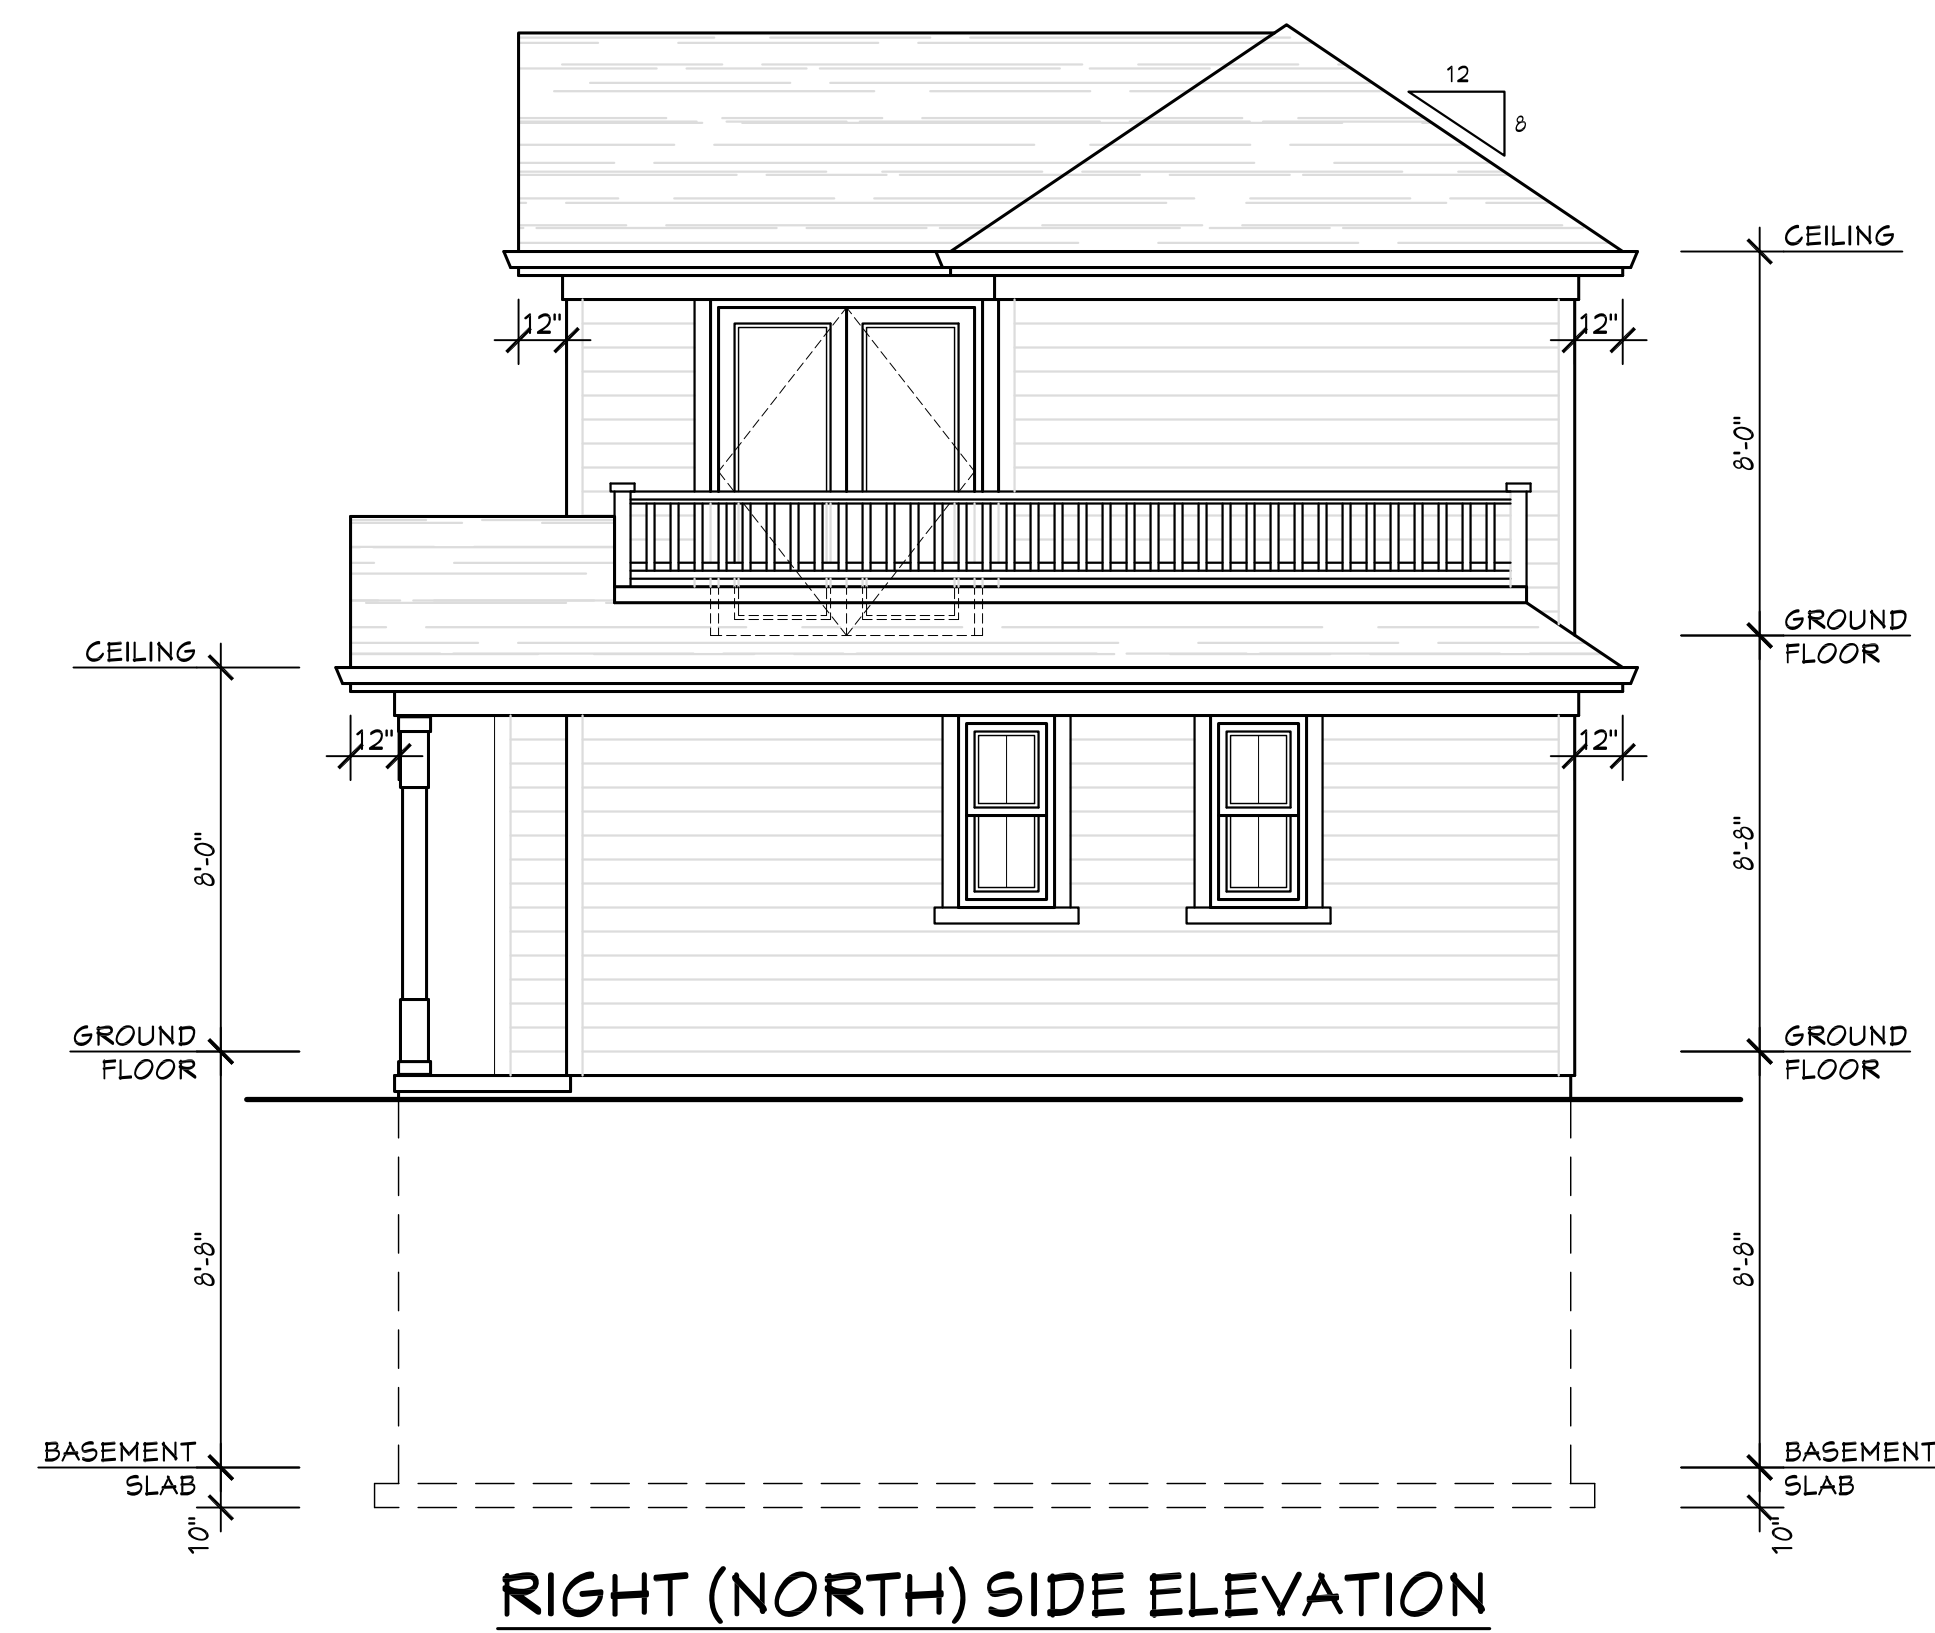 12
8
CEILING
12"
12"
8'-0"
GROUND
FLOOR
CEILING
12"
12"
8'-0"
8'-8"
GROUND
FLOOR
GROUND
FLOOR
8'-8"
8'-8"
BASEMENT
SLAB
BASEMENT
SLAB
10"
10"
RIGHT (NORTH) SIDE ELEVATION